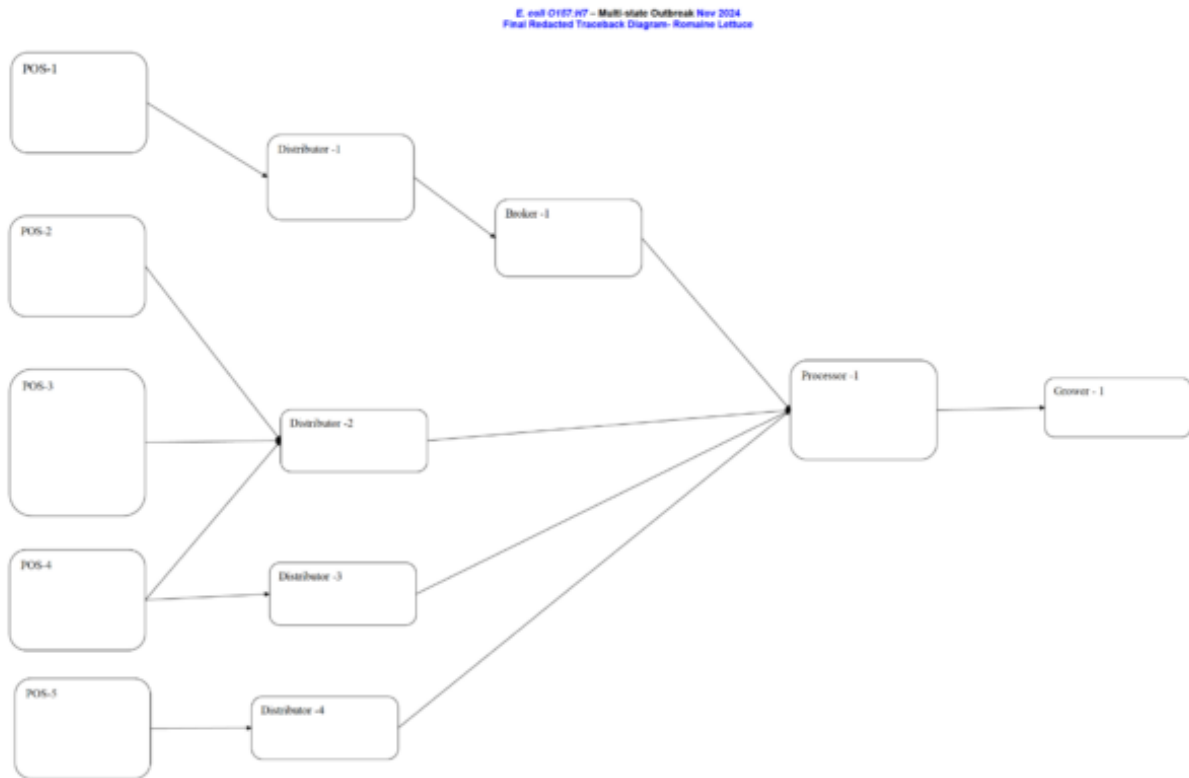 E. coli O157:H7 – Multi-state Outbreak Nov 2024
Final Redacted Traceback Diagram- Romaine Lettuce
POS-1
Distributor -1
Broker -1
POS-2
Processor -1
Grower - 1
POS-3
Distributor -2
POS-4
Distributor -3
POS-5
Distributor -4